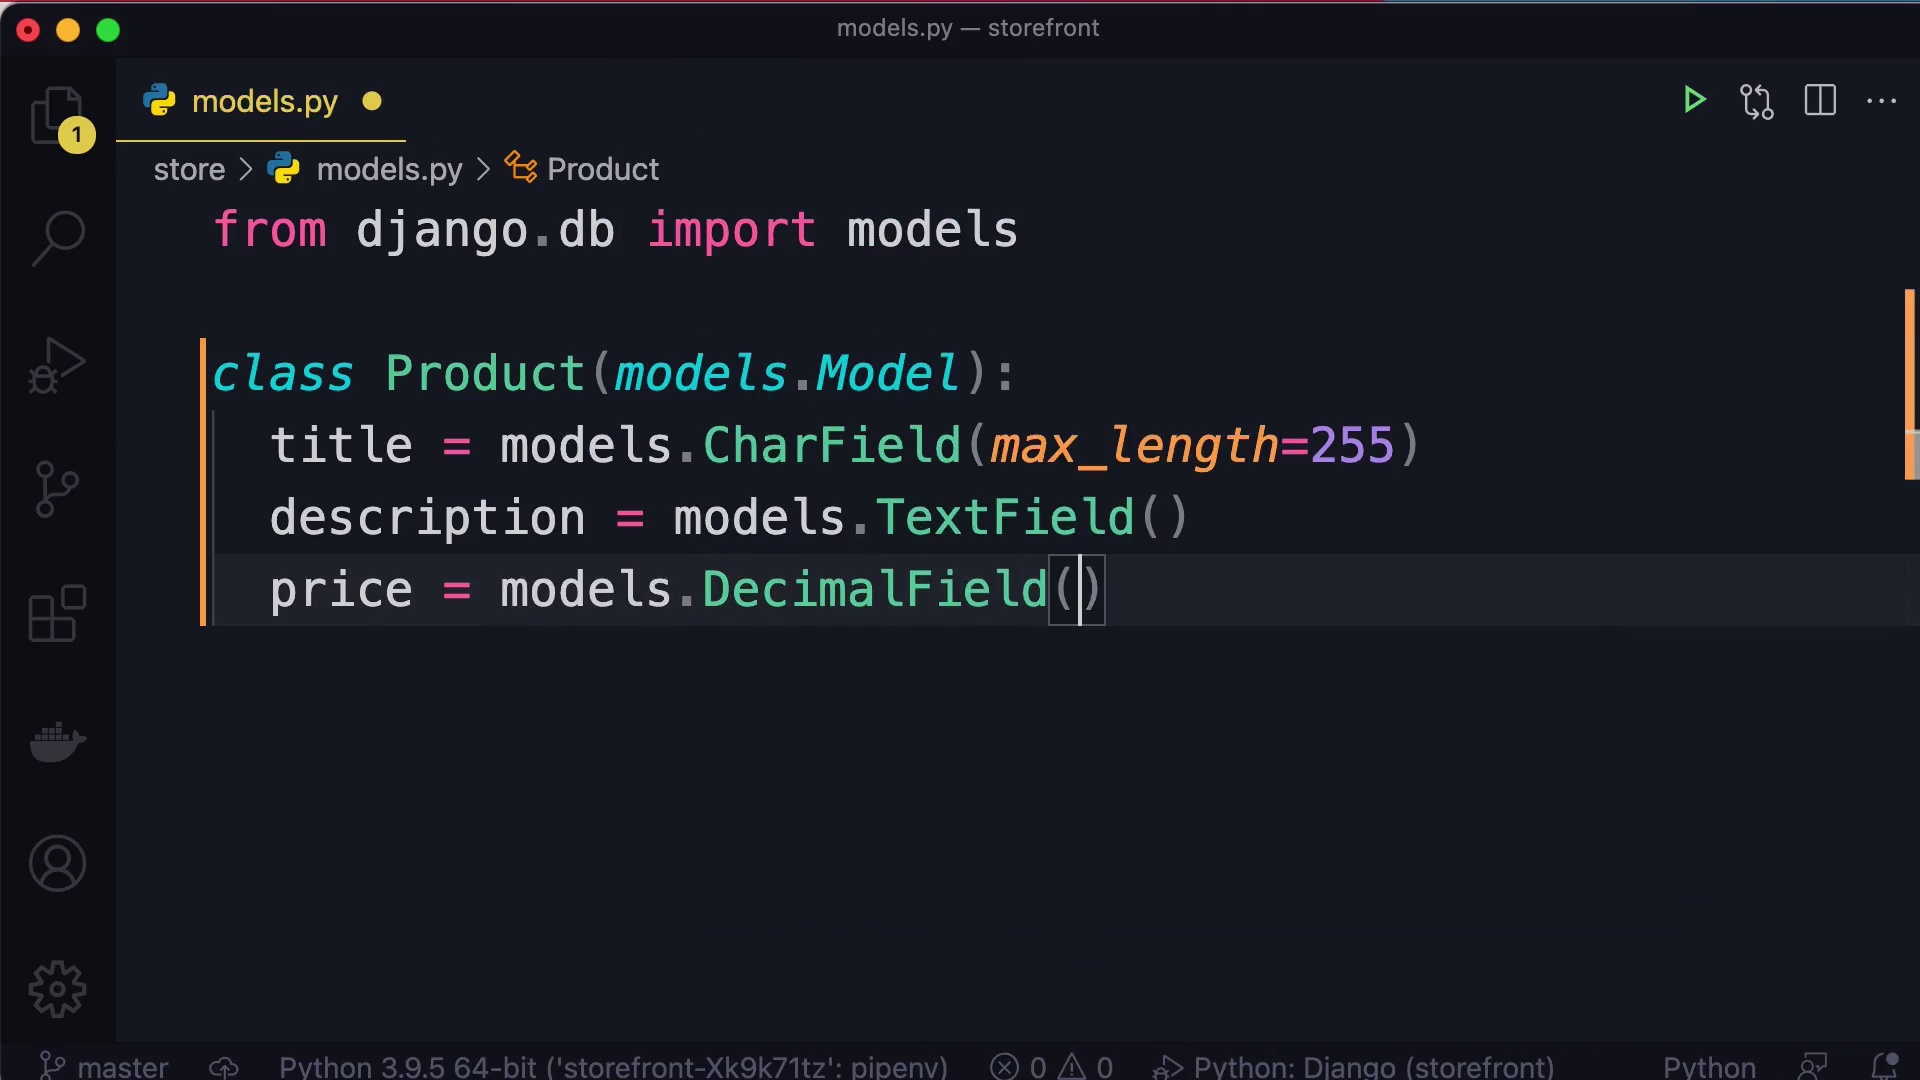 models.py — storefront
models.py
1
store > models.py > Product
from django.db import models
class Product(models.Model):
title = models.CharField(max_length=255)
description = models.TextField()
price = models.DecimalField()
master Python 3.9.5 64-bit ('storefront-Xk9k71tz': pipenv) 0 0 Python: Django (storefront) Python